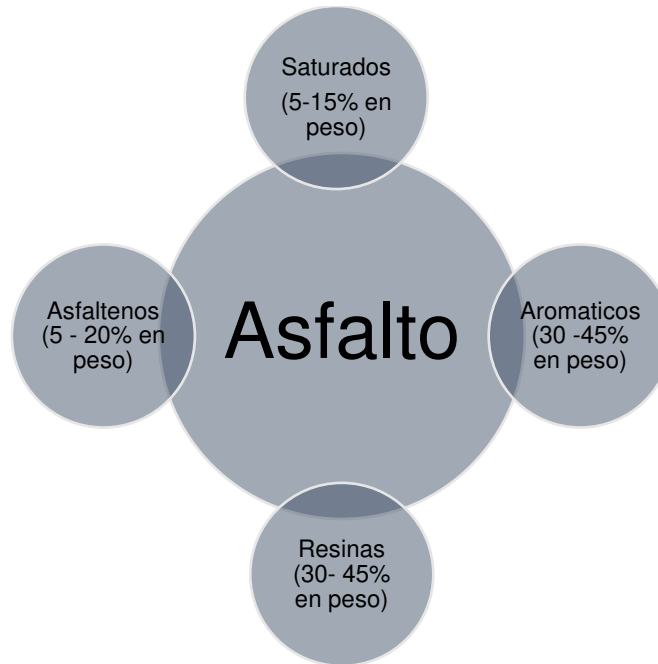 Saturados
(5-15% en
peso)
Asfaltenos
(5 - 20% en
peso)
Asfalto
Aromaticos
(30 -45%
en peso)
Resinas
(30- 45%
en peso)